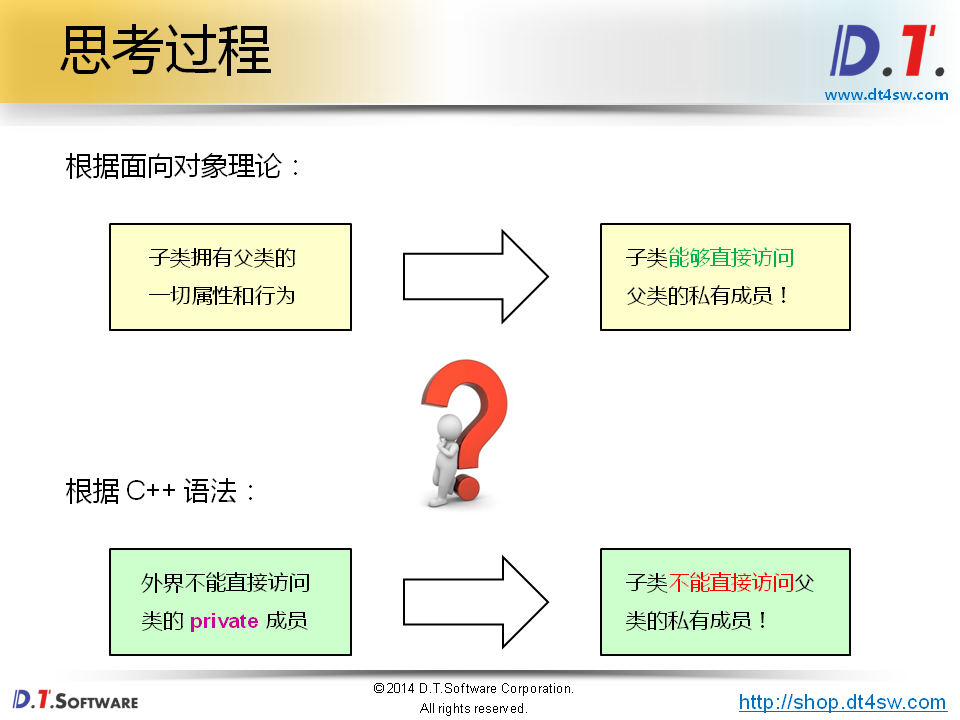 思考过程
D.T.
www.dt4sw.com
根据面向对象理论：
子类拥有父类的
一切属性和行为
子类能够直接访问
父类的私有成员！
根据 C++ 语法：
外界不能直接访问
类的 private 成员
子类不能直接访问父
类的私有成员！
D.T.SOFTWARE
©2014 D.T.Software Corporation.
All rights reserved.
http://shop.dt4sw.com